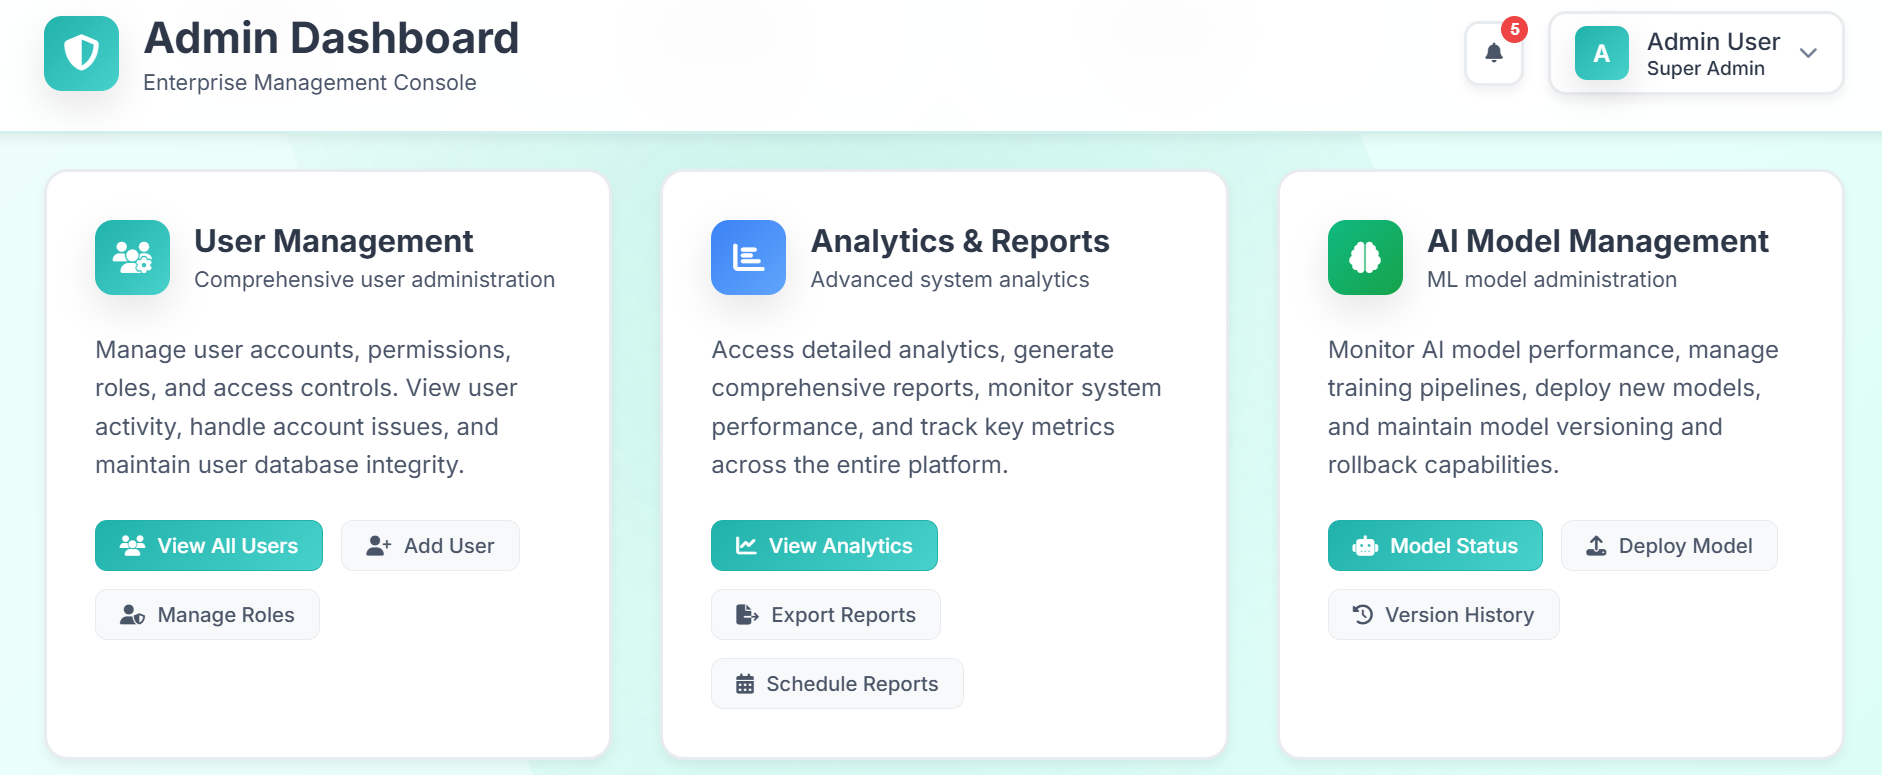 Admin Dashboard
Enterprise Management Console
5
A
Admin User
Super Admin
User Management
Comprehensive user administration
Manage user accounts, permissions,
roles, and access controls. View user
activity, handle account issues, and
maintain user database integrity.
View All Users
Add User
Manage Roles
Analytics & Reports
Advanced system analytics
Access detailed analytics, generate
comprehensive reports, monitor system
performance, and track key metrics
across the entire platform.
View Analytics
Export Reports
Schedule Reports
AI Model Management
ML model administration
Monitor AI model performance, manage
training pipelines, deploy new models,
and maintain model versioning and
rollback capabilities.
Model Status
Deploy Model
Version History